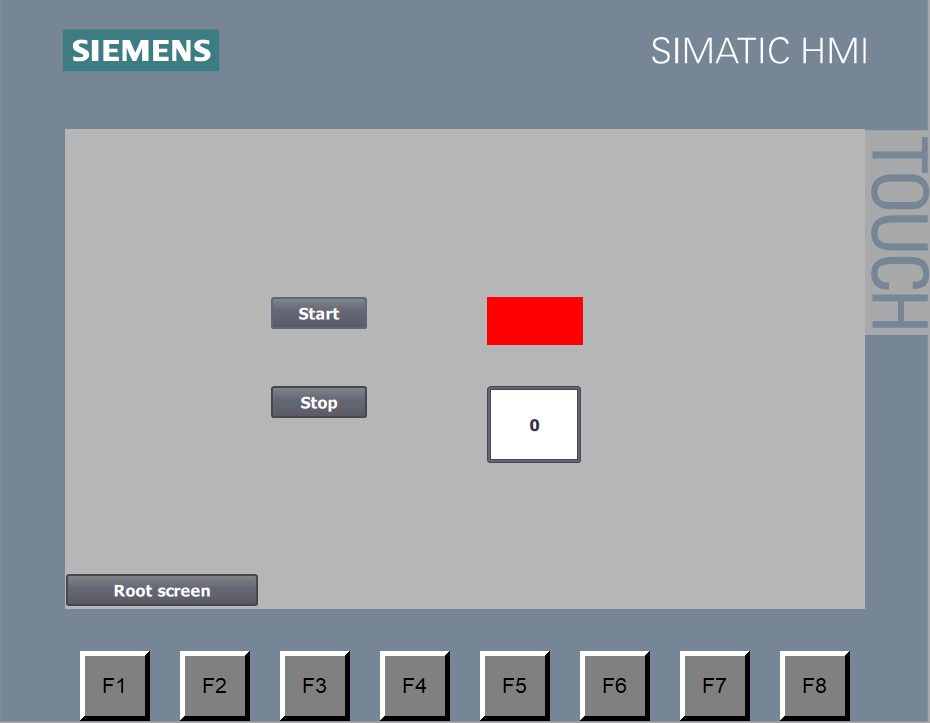 SIEMENS
SIMATIC HMI
TOUCH
Start
Stop
0
Root screen
F1
F2
F3
F4
F5
F6
F7
F8